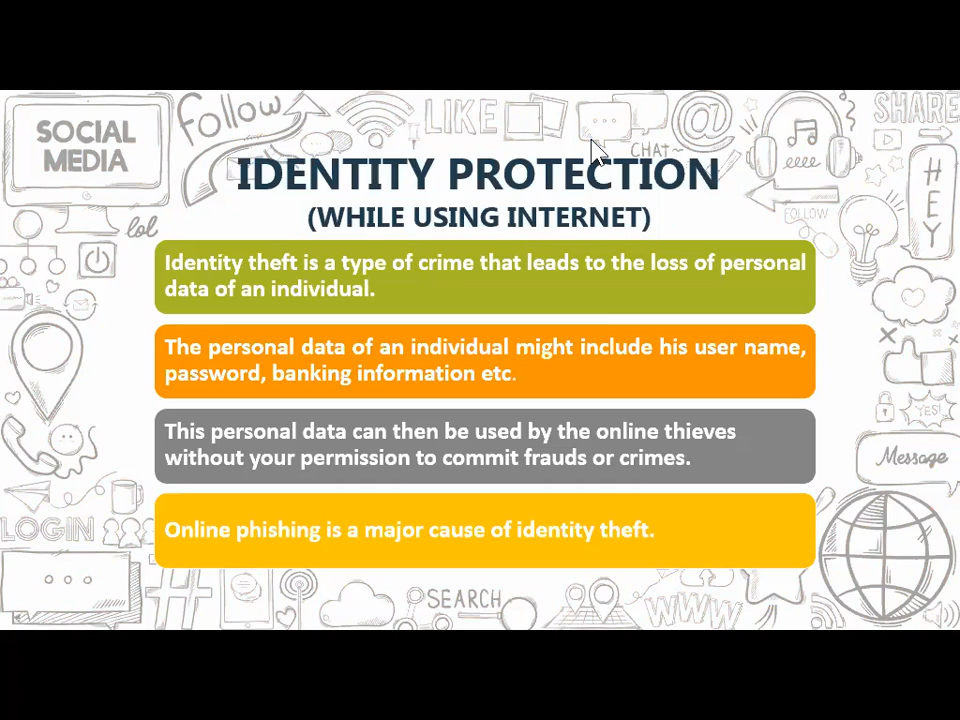 SOCIAL
MEDIA
Follow
LIKE
CHAT
@
SHARE
IDENTITY PROTECTION
(WHILE USING INTERNET)
HEY
FOLLOW
lol
Identity theft is a type of crime that leads to the loss of personal
data of an individual.
The personal data of an individual might include his user name,
password, banking information etc.
This personal data can then be used by the online thieves
without your permission to commit frauds or crimes.
YES!
Message
Online phishing is a major cause of identity theft.
LOGIN
#
SEARCH
WWW